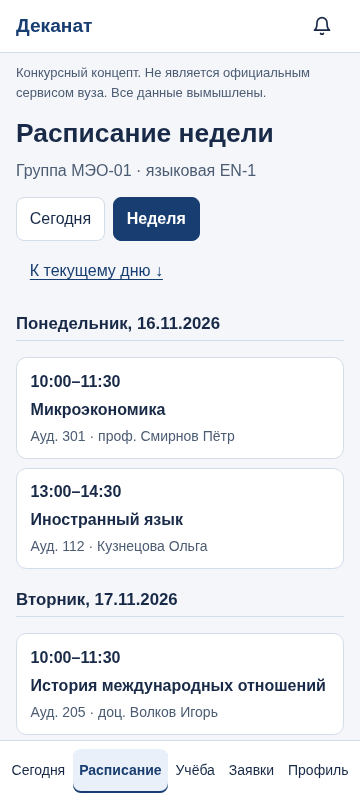 Деканат
Конкурсный концепт. Не является официальным
сервисом вуза. Все данные вымышлены.
Расписание недели
Группа МЭО-01 · языковая EN-1
Сегодня
Неделя
К текущему дню ↓
Понедельник, 16.11.2026
10:00–11:30
Микроэкономика
Ауд. 301 · проф. Смирнов Пётр
13:00–14:30
Иностранный язык
Ауд. 112 · Кузнецова Ольга
Вторник, 17.11.2026
10:00–11:30
История международных отношений
Ауд. 205 · доц. Волков Игорь
Сегодня
Расписание
Учёба
Заявки
Профиль